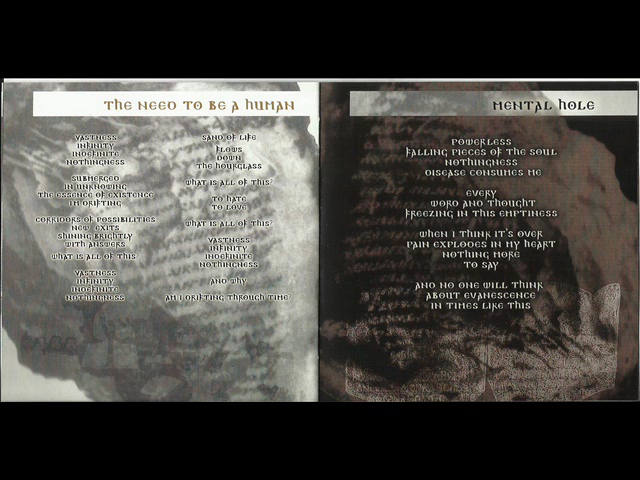 THE NEED TO BE A HUMAN
VASTNESS
INFINITY
INDEFINITE
NOTHINGNESS
SUBMERGED
IN UNKNOWING
THE ESSENCE OF EXISTENCE
I'M DRIFTING
CORRIDORS OF POSSIBILITIES
NEW EXITS
SHINING BRIGHTLY
WITH ANSWERS
WHAT IS ALL OF THIS
VASTNESS
INFINITY
INDEFINITE
NOTHINGNESS
SAND OF LIFE
FLOWS
DOWN
THE HOURGLASS
WHAT IS ALL OF THIS?
TO HATE
TO LOVE
WHAT IS ALL OF THIS?
VASTNESS
INFINITY
INDEFINITE
NOTHINGNESS
AND WHY
AM I DRIFTING THROUGH TIME?
MENTAL HOLE
POWERLESS
FALLING PIECES OF THE SOUL
NOTHINGNESS
DISEASE CONSUMES ME
EVERY
WORD AND THOUGHT
FREEZING IN THIS EMPTINESS
WHEN I THINK IT'S OVER
PAIN EXPLODES IN MY HEART
NOTHING MORE
TO SAY
AND NO ONE WILL THINK
ABOUT EVANESCENCE
IN TIMES LIKE THIS